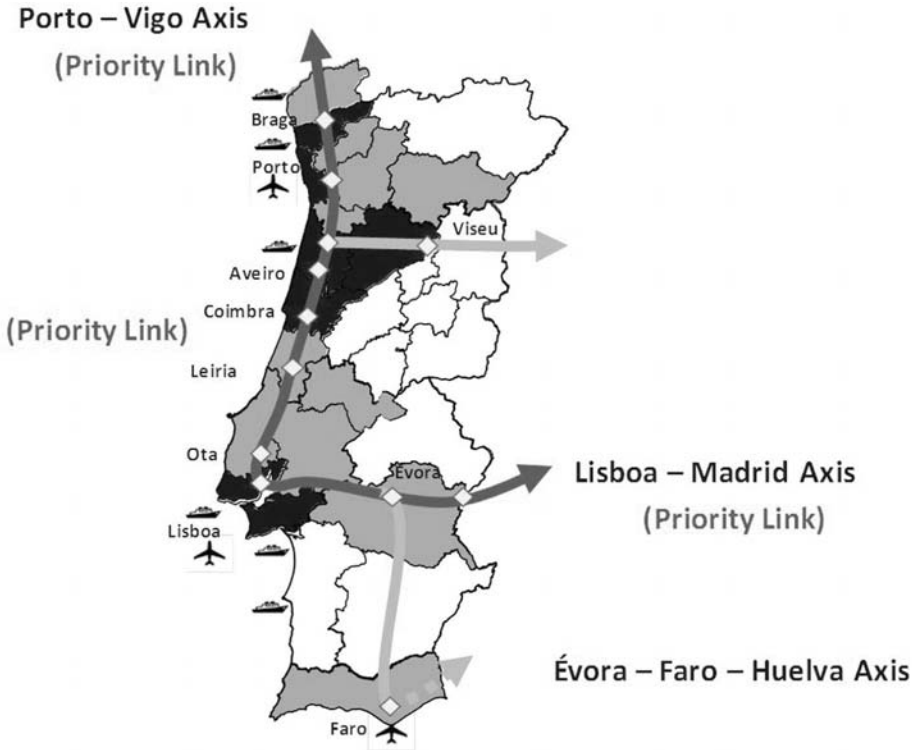 Porto – Vigo Axis
(Priority Link)
Braga
Porto
Viseu
Aveiro
Coimbra
(Priority Link)
Leiria
Ota
Évora
Lisboa – Madrid Axis
(Priority Link)
Lisboa
Évora – Faro – Huelva Axis
Faro